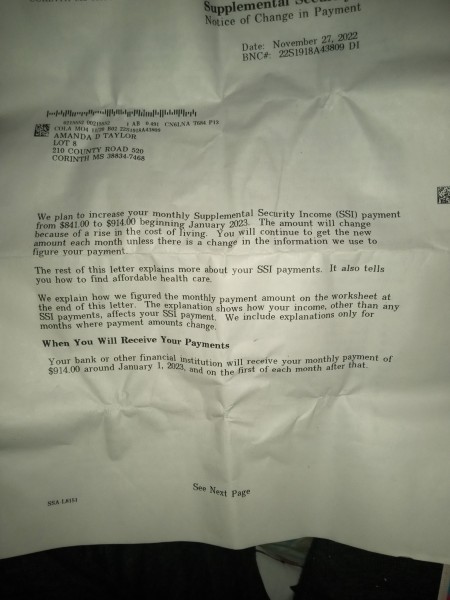 Supplemental
Notice of Change in Payment
Date: November 27, 2022
BNC#: 22S1918A43809 DI
AMANDA D TAYLOR
LOT 8
210 COUNTY ROAD 520
CORINTH MS 38834-7468
We plan to increase your monthly Supplemental Security Income (SSI) payment
from $841.00 to $914.00 beginning January 2023. The amount will change
because of a rise in the cost of living. You will continue to get the new
amount each month unless there is a change in the information we use to
figure your payment.
The rest of this letter explains more about your SSI payments. It also tells
you how to find affordable health care.
We explain how we figured the monthly payment amount on the worksheet at
the end of this letter. The explanation shows how your income, other than any
SSI payments, affects your SSI payment. We include explanations only for
months where payment amounts change.
When You Will Receive Your Payments
Your bank or other financial institution will receive your monthly payment of
$914.00 around January 1, 2023, and on the first of each month after that.
See Next Page
SSA L8151